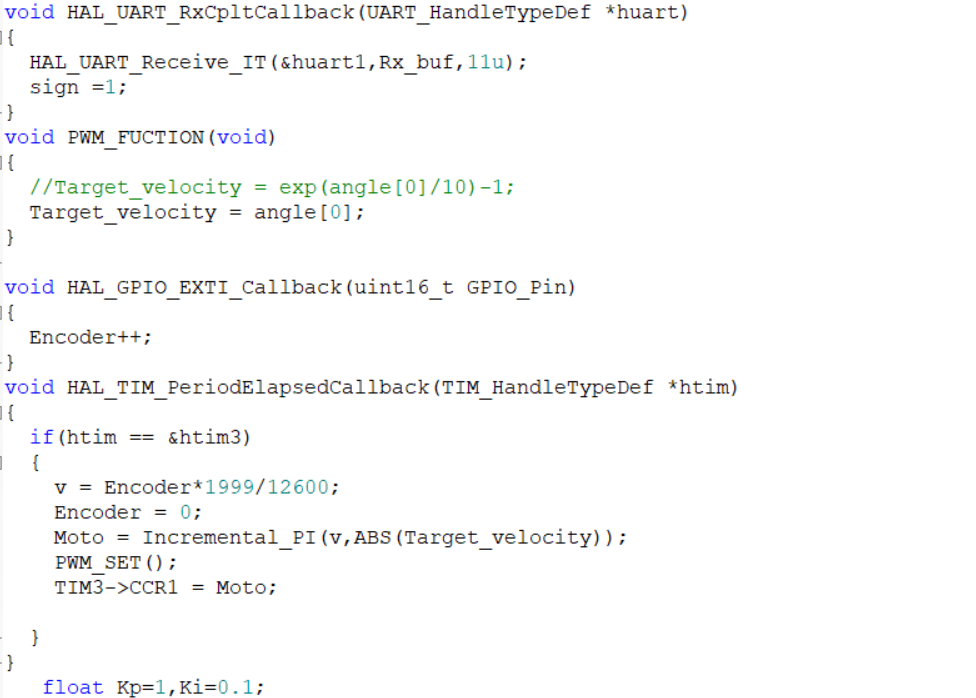 void HAL_UART_RxCpltCallback(UART_HandleTypeDef *huart)
{
HAL_UART_Receive_IT(&huart1,Rx_buf,11u);
sign =1;
}
void PWM_FUCTION(void)
{
//Target_velocity = exp(angle[0]/10)-1;
Target_velocity = angle[0];
}
void HAL_GPIO_EXTI_Callback(uint16_t GPIO_Pin)
{
Encoder++;
}
void HAL_TIM_PeriodElapsedCallback(TIM_HandleTypeDef *htim)
{
if(htim == &htim3)
{
v = Encoder*1999/12600;
Encoder = 0;
Moto = Incremental_PI(v,ABS(Target_velocity));
PWM_SET();
TIM3->CCR1 = Moto;
}
}
float Kp=1,Ki=0.1;